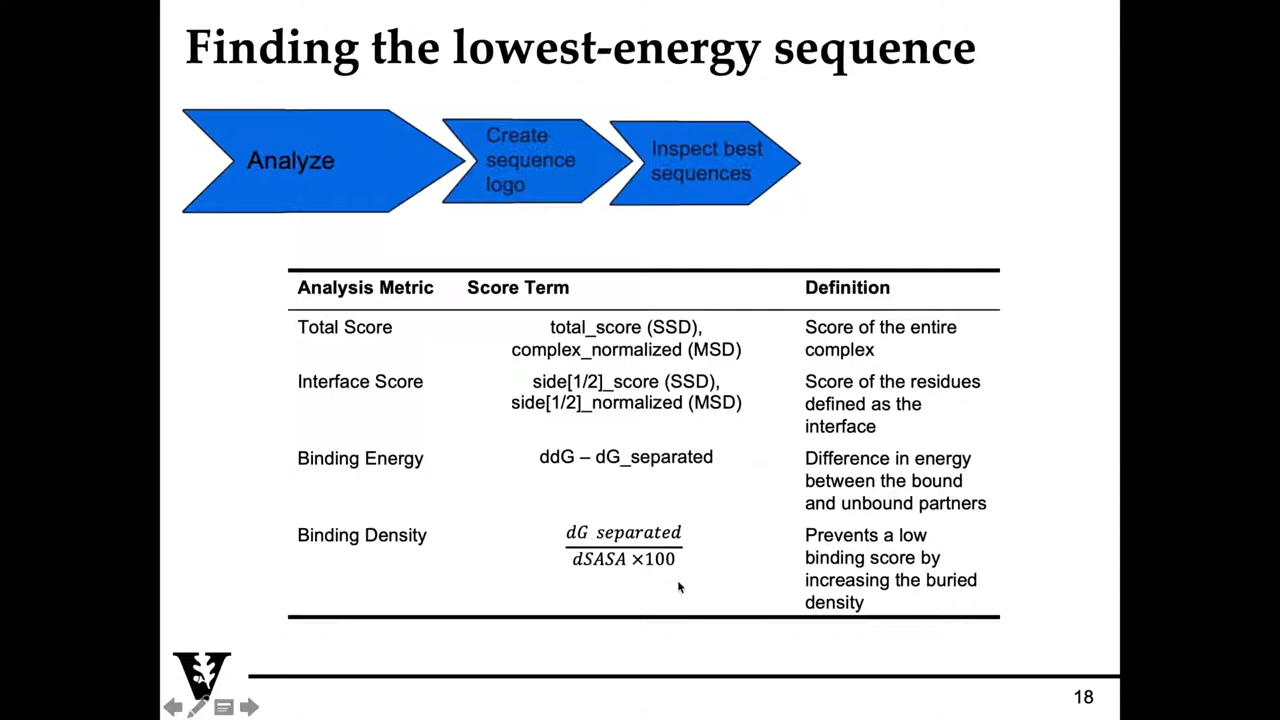 Finding the lowest-energy sequence
Analyze
Create
sequence
logo
Inspect best
sequences
Analysis Metric Score Term Definition
Total Score total_score (SSD), Score of the entire
complex_normalized (MSD) complex
Interface Score side[1/2]_score (SSD), Score of the residues
side[1/2]_normalized (MSD) defined as the
interface
Binding Energy ddG – dG_separated Difference in energy
between the bound
and unbound partners
Binding Density dG separated Prevents a low
dSASA ×100 binding score by
increasing the buried
density
V
18